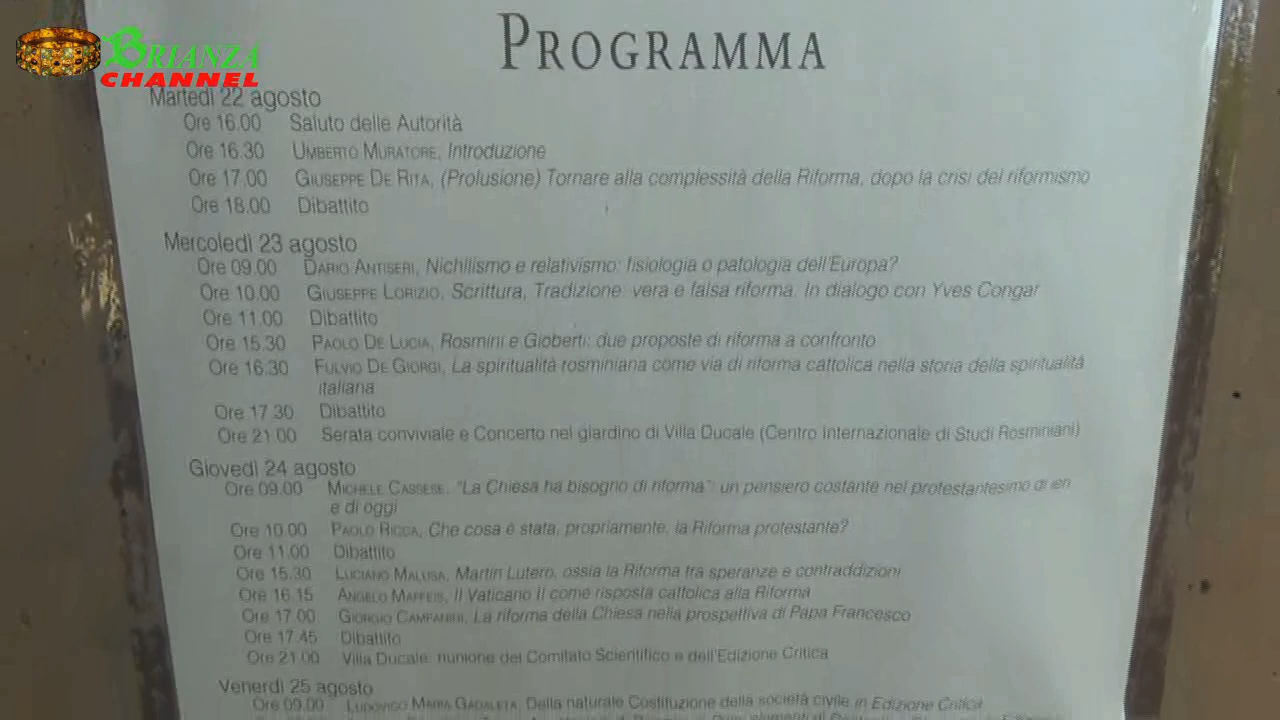 BRIANZA
CHANNEL
PROGRAMMA
Martedì 22 agosto
Ore 16.00 Saluto delle Autorità
Ore 16.30 UMBERTO MURATORE, Introduzione
Ore 17.00 GIUSEPPE DE RITA, (Prolusione) Tornare alla complessità della Riforma, dopo la crisi del riformismo
Ore 18.00 Dibattito
Mercoledì 23 agosto
Ore 09.00 DARIO ANTISERI, Nichilismo e relativismo: fisiologia o patologia dell'Europa?
Ore 10.00 GIUSEPPE LORIZIO, Scrittura, Tradizione: vera e falsa riforma. In dialogo con Yves Congar
Ore 11.00 Dibattito
Ore 15.30 PAOLO DE LUCIA, Rosmini e Gioberti: due proposte di riforma a confronto
Ore 16.30 FULVIO DE GIORGI, La spiritualità rosminiana come via di riforma cattolica nella storia della spiritualità
italiana
Ore 17.30 Dibattito
Ore 21.00 Serata conviviale e Concerto nel giardino di Villa Ducale (Centro Internazionale di Studi Rosminiani)
Giovedì 24 agosto
Ore 09.00 MICHELE CASSESE, "La Chiesa ha bisogno di riforma": un pensiero costante nel protestantesimo di ieri
e di oggi
Ore 10.00 PAOLO RICCA, Che cosa è stata, propriamente, la Riforma protestante?
Ore 11.00 Dibattito
Ore 15.30 LUCIANO MALUSA, Martin Lutero, ossia la Riforma tra speranze e contraddizioni
Ore 16.15 ANGELO MAFFEIS, Il Vaticano II come risposta cattolica alla Riforma
Ore 17.00 GIORGIO CAMPANINI, La riforma della Chiesa nella prospettiva di Papa Francesco
Ore 17.45 Dibattito
Ore 21.00 Villa Ducale: riunione del Comitato Scientifico e dell'Edizione Critica
Venerdì 25 agosto
Ore 09.00 LUDOVICO MARIA GADALETA, Della naturale Costituzione della società civile in Edizione Critica